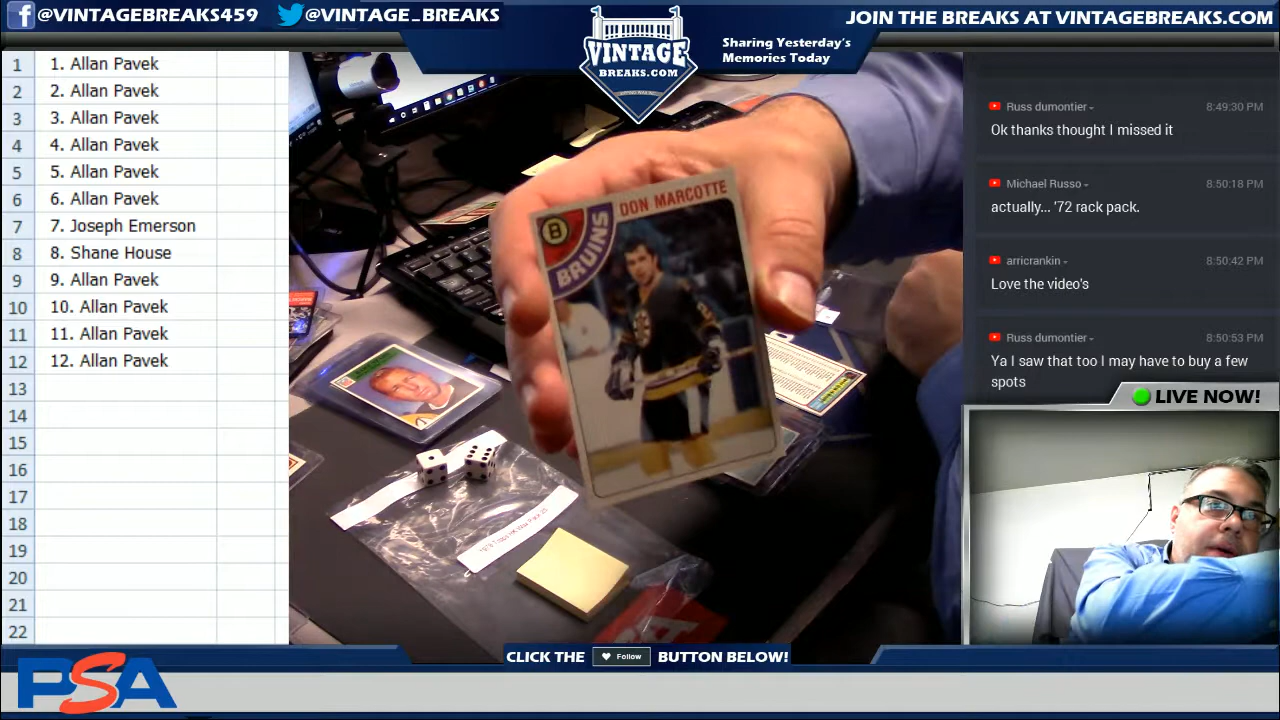 @VINTAGEBREAKS459 @VINTAGE_BREAKS
JOIN THE BREAKS AT VINTAGEBREAKS.COM
VINTAGE
BREAKS.COM
Sharing Yesterday's
Memories Today
1 1. Allan Pavek
2 2. Allan Pavek
3 3. Allan Pavek
4 4. Allan Pavek
5 5. Allan Pavek
6 6. Allan Pavek
7 7. Joseph Emerson
8 8. Shane House
9 9. Allan Pavek
10 10. Allan Pavek
11 11. Allan Pavek
12 12. Allan Pavek
13
14
15
16
17
18
19
20
21
22
DON MARCOTTE
B
BRUINS
Russ dumontier 8:49:30 PM
Ok thanks thought I missed it
Michael Russo 8:50:18 PM
actually... '72 rack pack.
arricrankin 8:50:42 PM
Love the video's
Russ dumontier 8:50:53 PM
Ya I saw that too I may have to buy a few
spots
LIVE NOW!
CLICK THE Follow BUTTON BELOW!
PSA